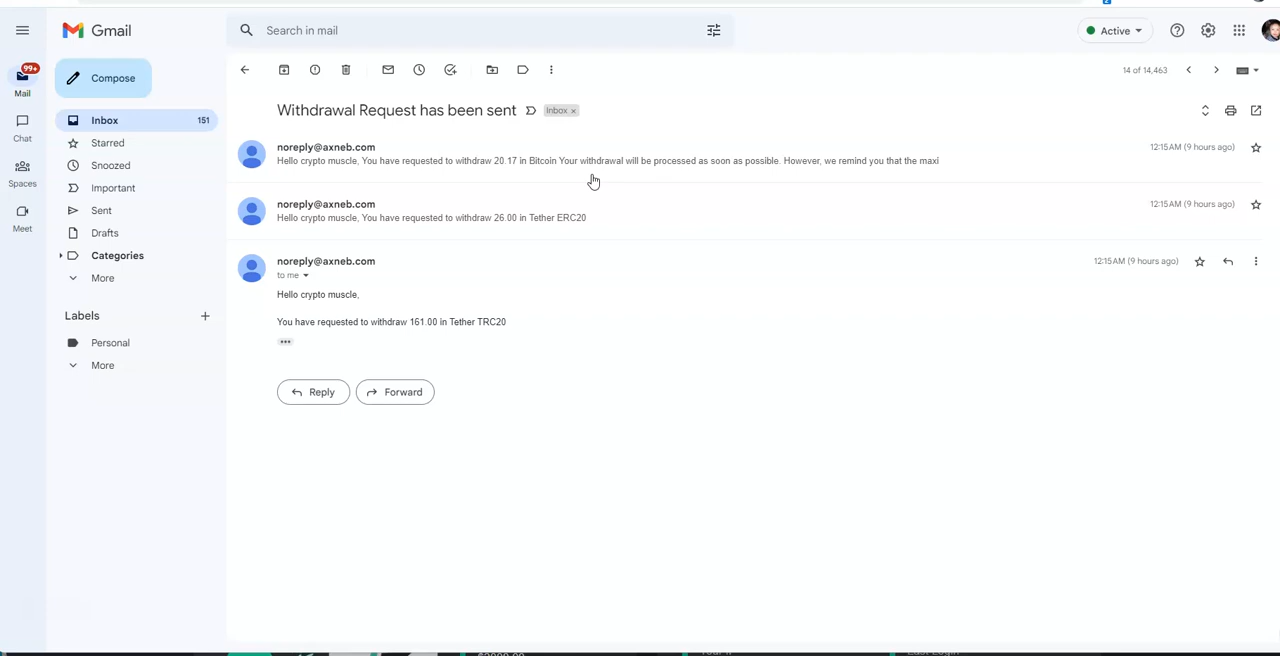 Gmail
Search in mail
Active
99+
Mail
Chat
Spaces
Meet
Compose
Inbox 151
Starred
Snoozed
Important
Sent
Drafts
Categories
More
Labels
Personal
More
14 of 14,463
Withdrawal Request has been sent Inbox x
noreply@axneb.com 12:15 AM (9 hours ago)
Hello crypto muscle, You have requested to withdraw 20.17 in Bitcoin Your withdrawal will be processed as soon as possible. However, we remind you that the maxi
noreply@axneb.com 12:15 AM (9 hours ago)
Hello crypto muscle, You have requested to withdraw 26.00 in Tether ERC20
noreply@axneb.com 12:15 AM (9 hours ago)
to me
Hello crypto muscle,
You have requested to withdraw 161.00 in Tether TRC20
Reply Forward